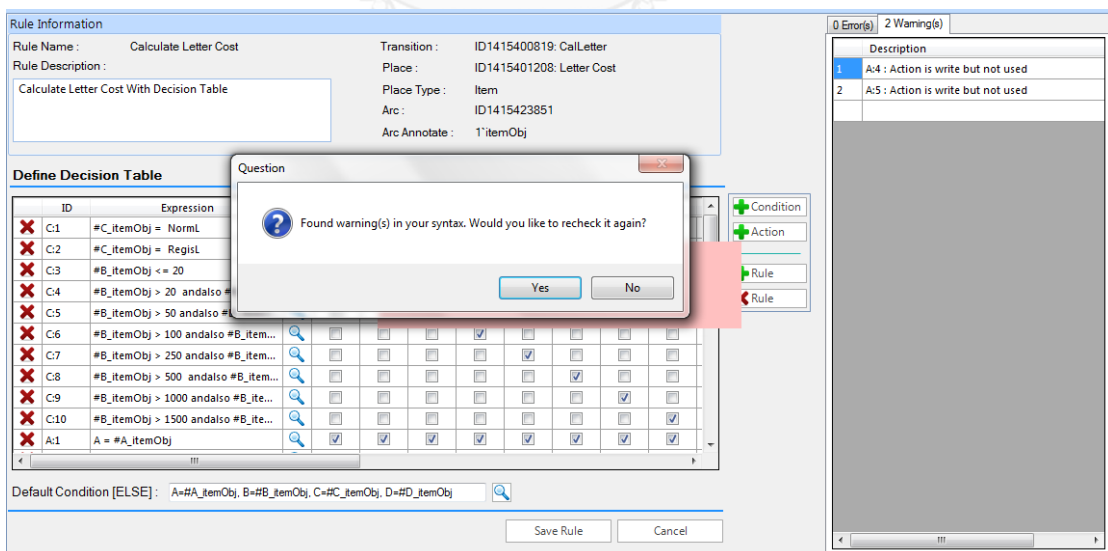 Rule Information
Rule Name : Calculate Letter Cost
Rule Description :
Calculate Letter Cost With Decision Table
Transition : ID1415400819: CalLetter
Place : ID1415401208: Letter Cost
Place Type : Item
Arc : ID1415423851
Arc Annotate : 1`itemObj
0 Error(s) 2 Warning(s)
Description
1 A:4 : Action is write but not used
2 A:5 : Action is write but not used
Define Decision Table
Question
Found warning(s) in your syntax. Would you like to recheck it again?
Yes No
ID Expression
C:1 #C_itemObj = NormL
C:2 #C_itemObj = RegisL
C:3 #B_itemObj <= 20
C:4 #B_itemObj > 20 andalso
C:5 #B_itemObj > 50 andalso
C:6 #B_itemObj > 100 andalso #B_item...
C:7 #B_itemObj > 250 andalso #B_item...
C:8 #B_itemObj > 500 andalso #B_item...
C:9 #B_itemObj > 1000 andalso #B_ite...
C:10 #B_itemObj > 1500 andalso #B_ite...
A:1 A = #A_itemObj
Condition
Action
Rule
Rule
Default Condition [ELSE] : A=#A_itemObj, B=#B_itemObj, C=#C_itemObj, D=#D_itemObj
Save Rule Cancel